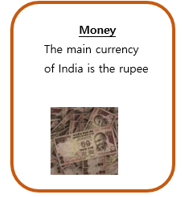 Money
The main currency
of India is the rupee